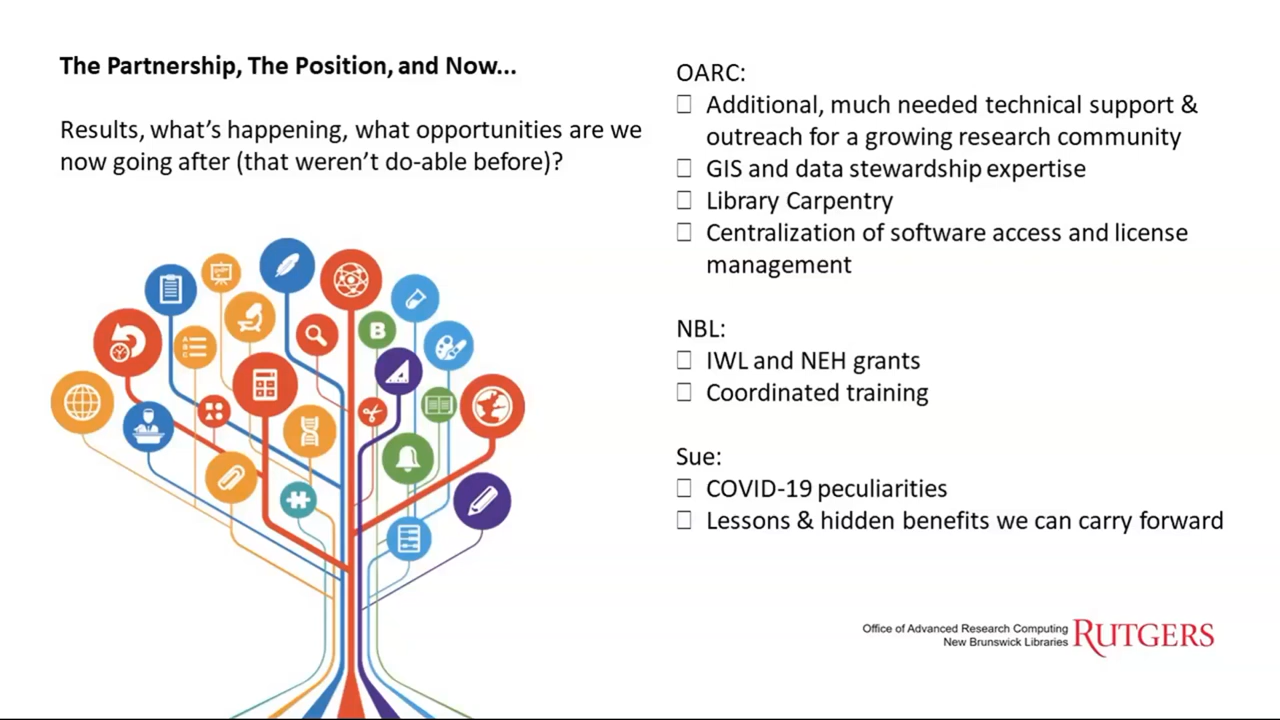 The Partnership, The Position, and Now...
Results, what's happening, what opportunities are we
now going after (that weren't do-able before)?
OARC:
Additional, much needed technical support &
outreach for a growing research community
GIS and data stewardship expertise
Library Carpentry
Centralization of software access and license
management
NBL:
IWL and NEH grants
Coordinated training
Sue:
COVID-19 peculiarities
Lessons & hidden benefits we can carry forward
A
B
C
B
Office of Advanced Research Computing
New Brunswick Libraries
RUTGERS